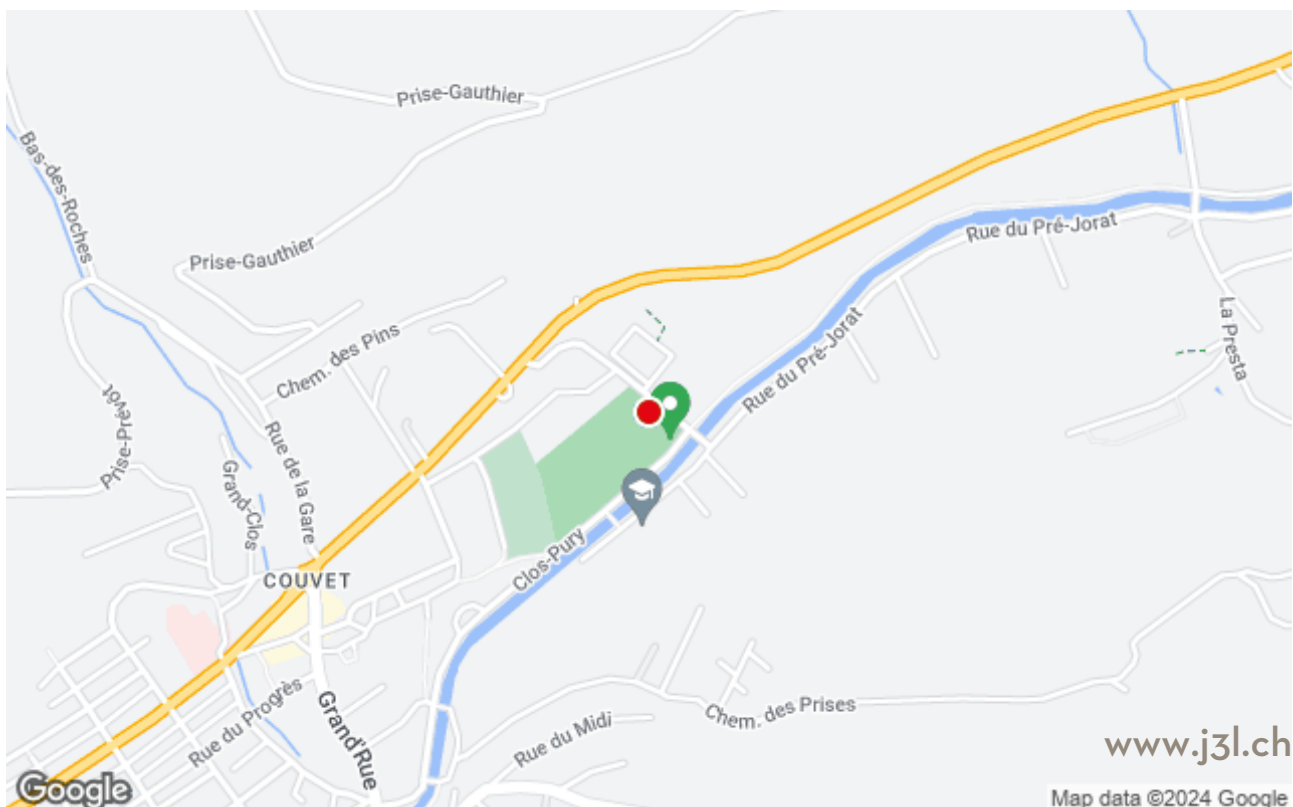 Prise-Gauthier
Bas-des-Roches
Rue du Pré-Jorat
Prise-Gauthier
La Presta
Chem. des Pins
Rue du Pré-Jorat
Prise-Prévôt
Rue de la Gare
Grand-Clos
Clos-Pury
COUVET
Rue du Progrès
Grand'Rue
Chem. des Prises
Rue du Midi
www.j3l.ch
Google
Map data ©2024 Google